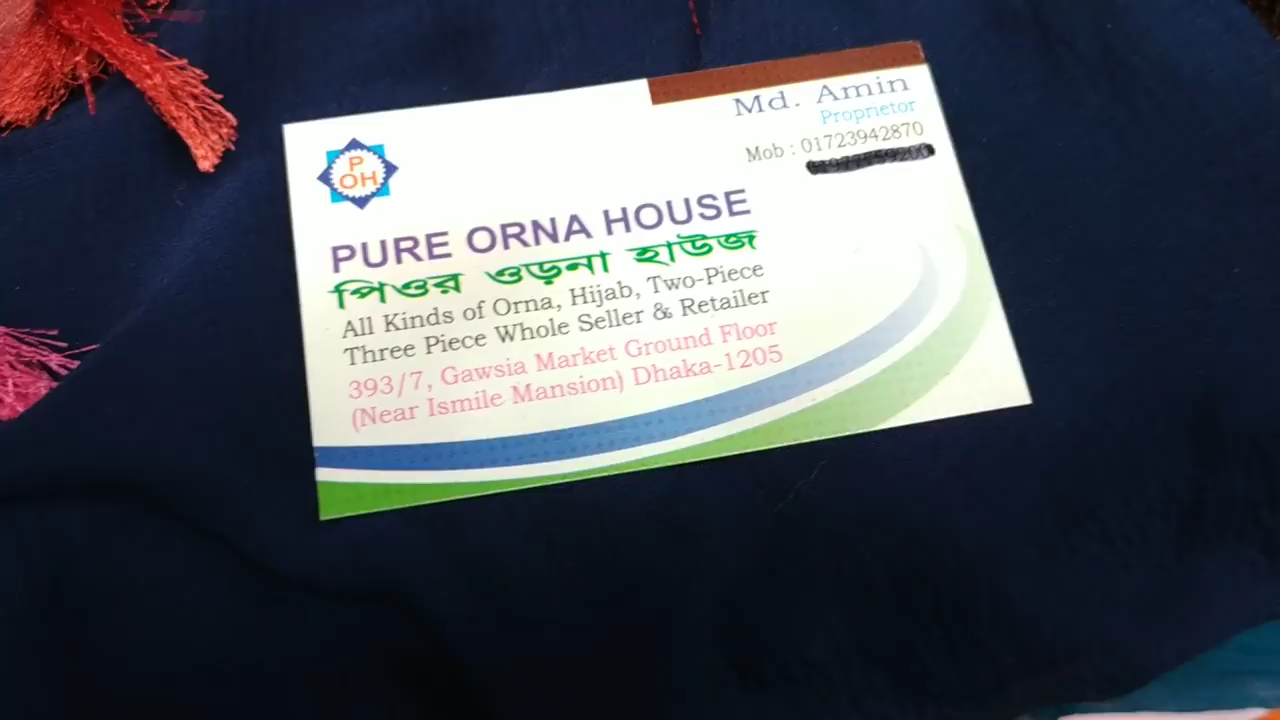 Md. Amin
Proprietor
Mob : 01723942870
P
OH
PURE ORNA HOUSE
পিওর ওড়না হাউজ
All Kinds of Orna, Hijab, Two-Piece
Three Piece Whole Seller & Retailer
393/7, Gawsia Market Ground Floor
(Near Ismile Mansion) Dhaka-1205